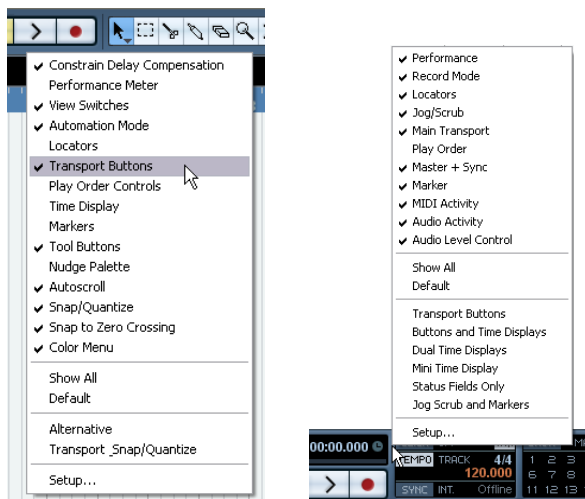 Constrain Delay Compensation
Performance Meter
View Switches
Automation Mode
Locators
Transport Buttons
Play Order Controls
Time Display
Markers
Tool Buttons
Nudge Palette
Autoscroll
Snap/Quantize
Snap to Zero Crossing
Color Menu
Show All
Default
Alternative
Transport _Snap/Quantize
Setup...
Performance
Record Mode
Locators
Jog/Scrub
Main Transport
Play Order
Master + Sync
Marker
MIDI Activity
Audio Activity
Audio Level Control
Show All
Default
Transport Buttons
Buttons and Time Displays
Dual Time Displays
Mini Time Display
Status Fields Only
Jog Scrub and Markers
Setup...
00:00.000
TEMPO TRACK 4/4 1 2 3
120.000 6 7 8
SYNC INT. Offline 11 12 13